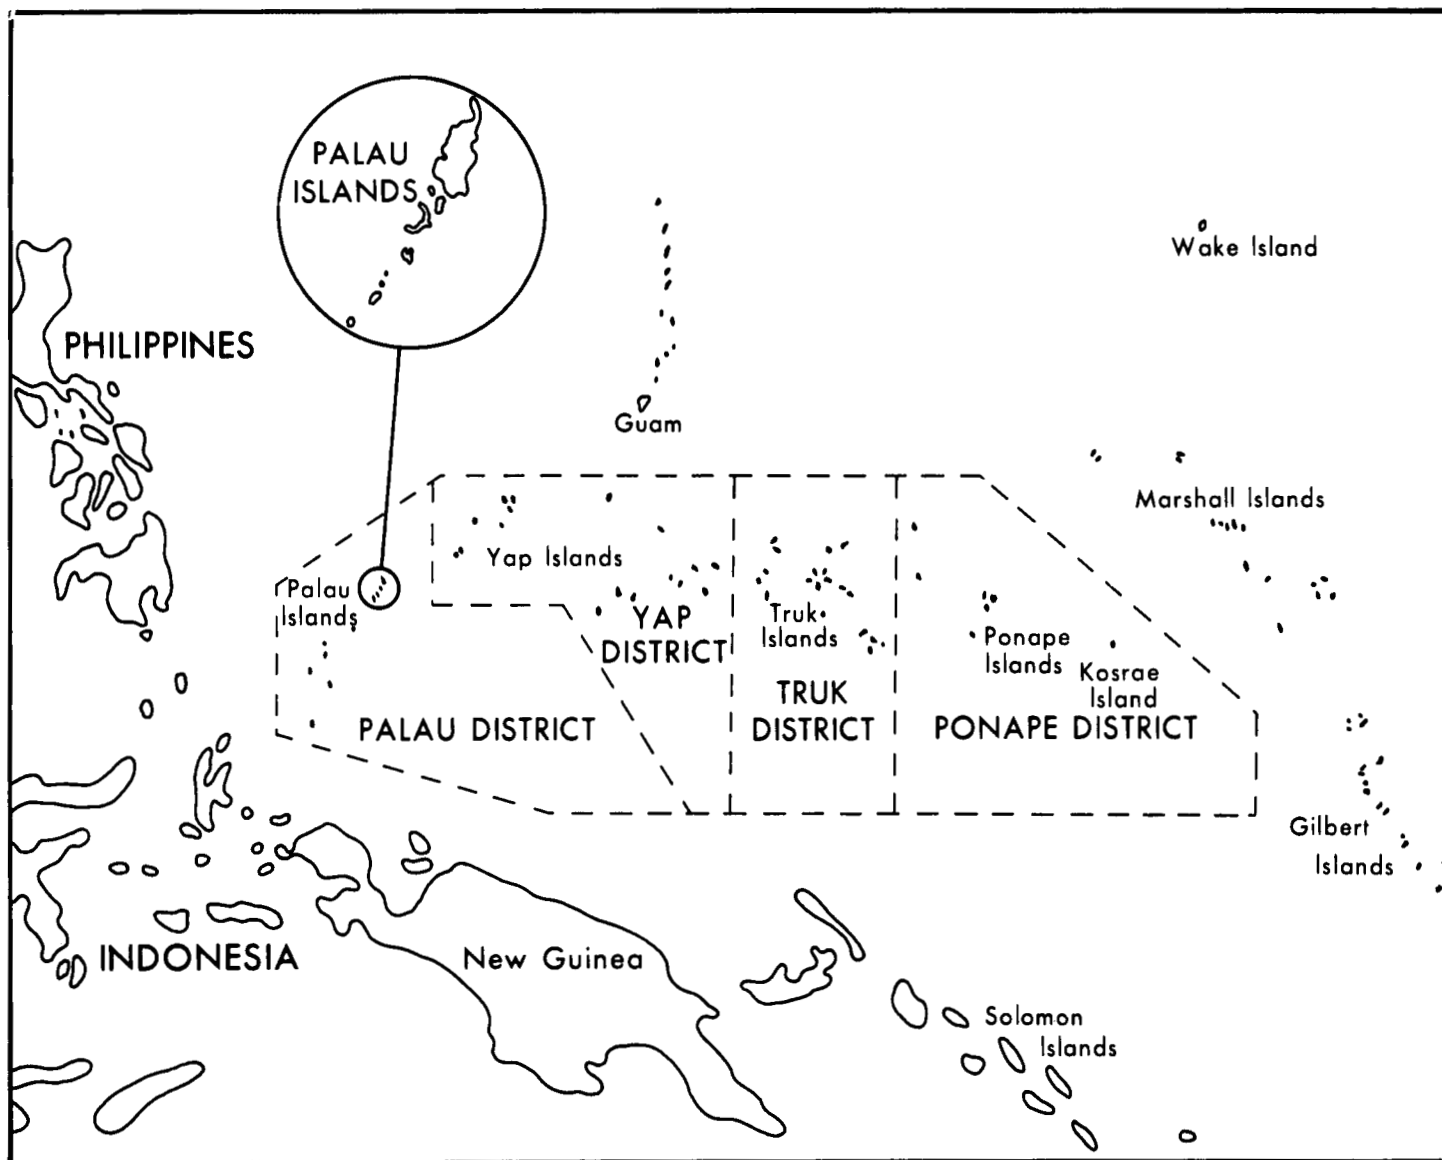 PALAU
ISLANDS
Wake Island
PHILIPPINES
Guam
Marshall Islands
Yap Islands
Palau
Islands
YAP
DISTRICT
Truk
Islands
Ponape
Islands
Kosrae
Island
TRUK
DISTRICT
PALAU DISTRICT
PONAPE DISTRICT
Gilbert
Islands
INDONESIA
New Guinea
Solomon
Islands